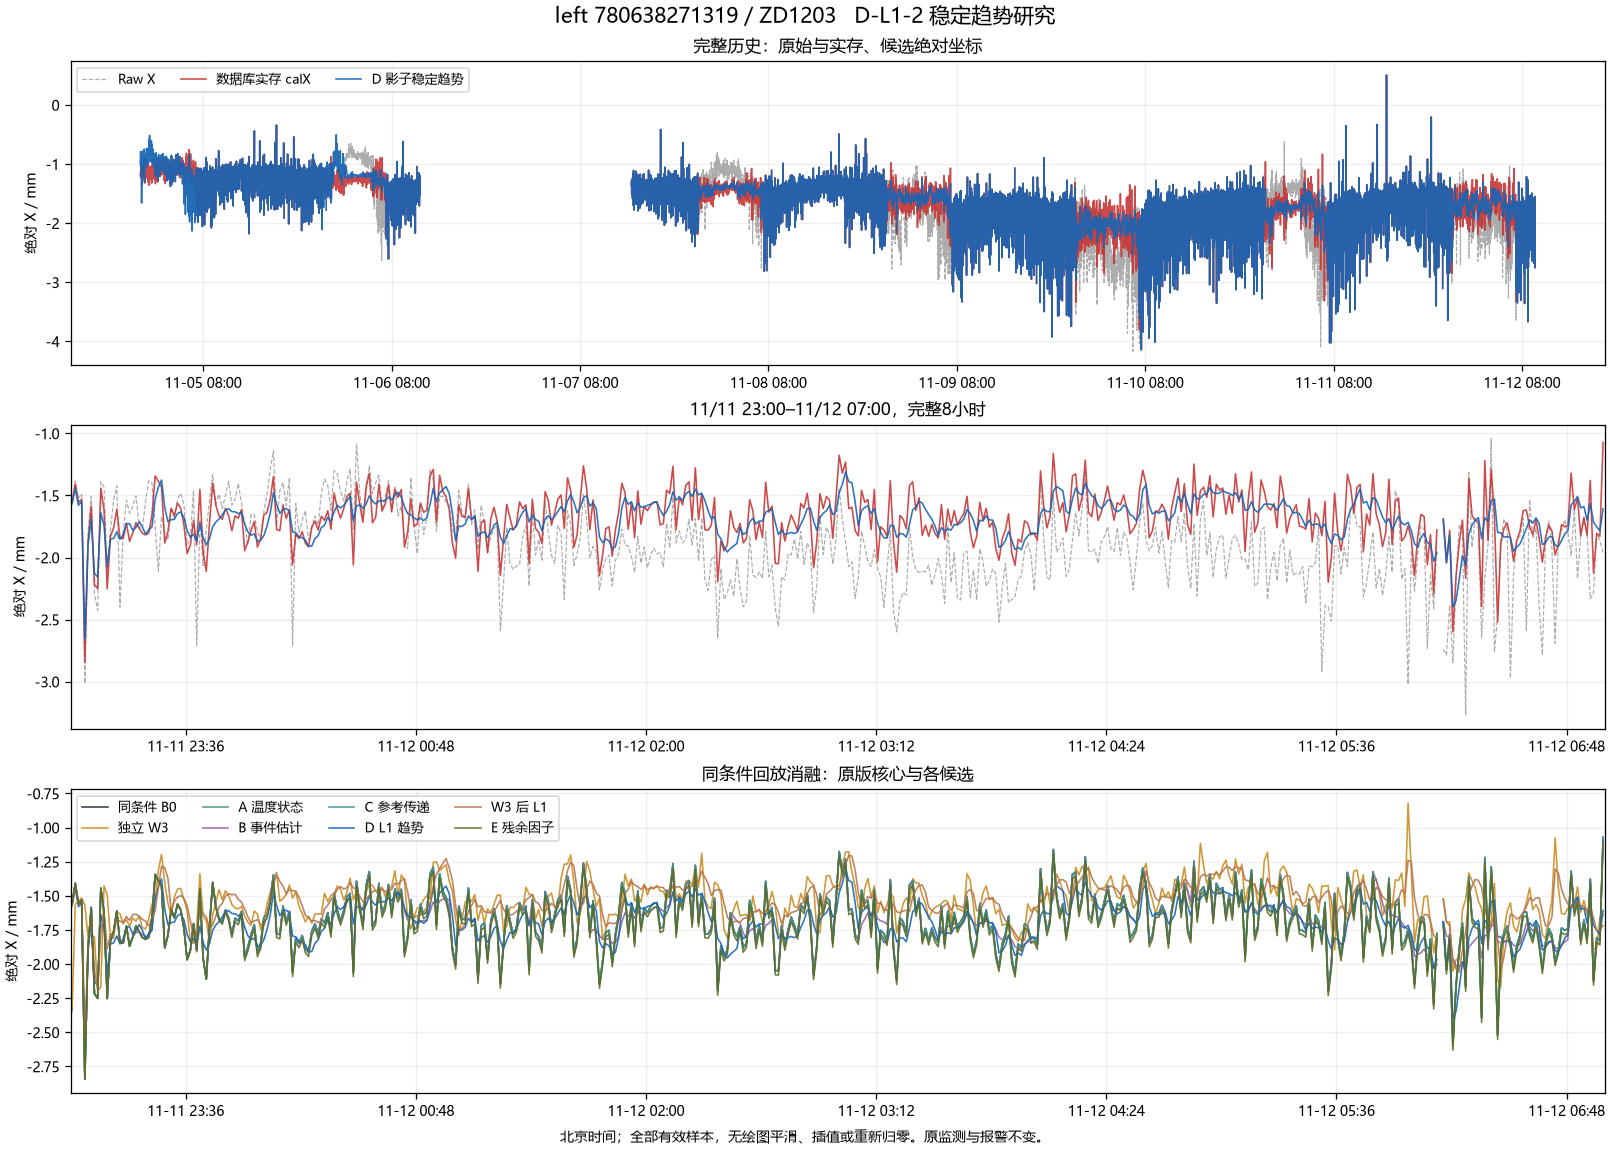 left 780638271319 / ZD1203   D-L1-2 稳定趋势研究
完整历史：原始与实存、候选绝对坐标
Raw X   数据库实存 calX   D 影子稳定趋势
绝对 X / mm
0
-1
-2
-3
-4
11-05 08:00   11-06 08:00   11-07 08:00   11-08 08:00   11-09 08:00   11-10 08:00   11-11 08:00   11-12 08:00
11/11 23:00–11/12 07:00，完整8小时
绝对 X / mm
-1.0
-1.5
-2.0
-2.5
-3.0
11-11 23:36   11-12 00:48   11-12 02:00   11-12 03:12   11-12 04:24   11-12 05:36   11-12 06:48
同条件回放消融：原版核心与各候选
同条件 B0   A 温度状态   C 参考传递   W3 后 L1
独立 W3   B 事件估计   D L1 趋势   E 残余因子
绝对 X / mm
-0.75
-1.00
-1.25
-1.50
-1.75
-2.00
-2.25
-2.50
-2.75
11-11 23:36   11-12 00:48   11-12 02:00   11-12 03:12   11-12 04:24   11-12 05:36   11-12 06:48
北京时间；全部有效样本，无绘图平滑、插值或重新归零。原监测与报警不变。